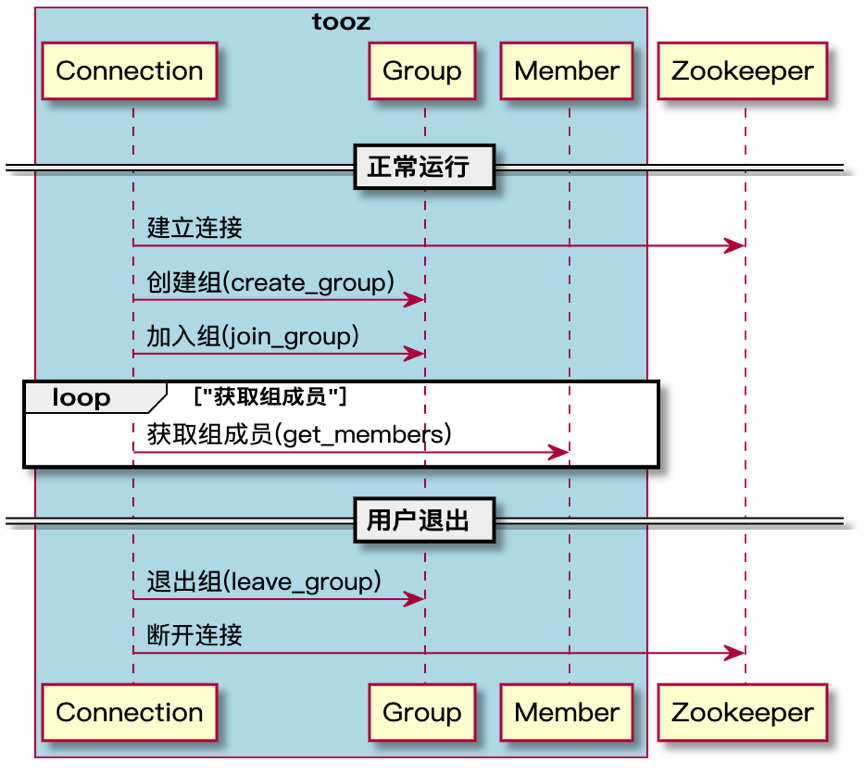 tooz
Connection Group Member Zookeeper
正常运行
建立连接
创建组(create_group)
加入组(join_group)
loop ["获取组成员"]
获取组成员(get_members)
用户退出
退出组(leave_group)
断开连接
Connection Group Member Zookeeper